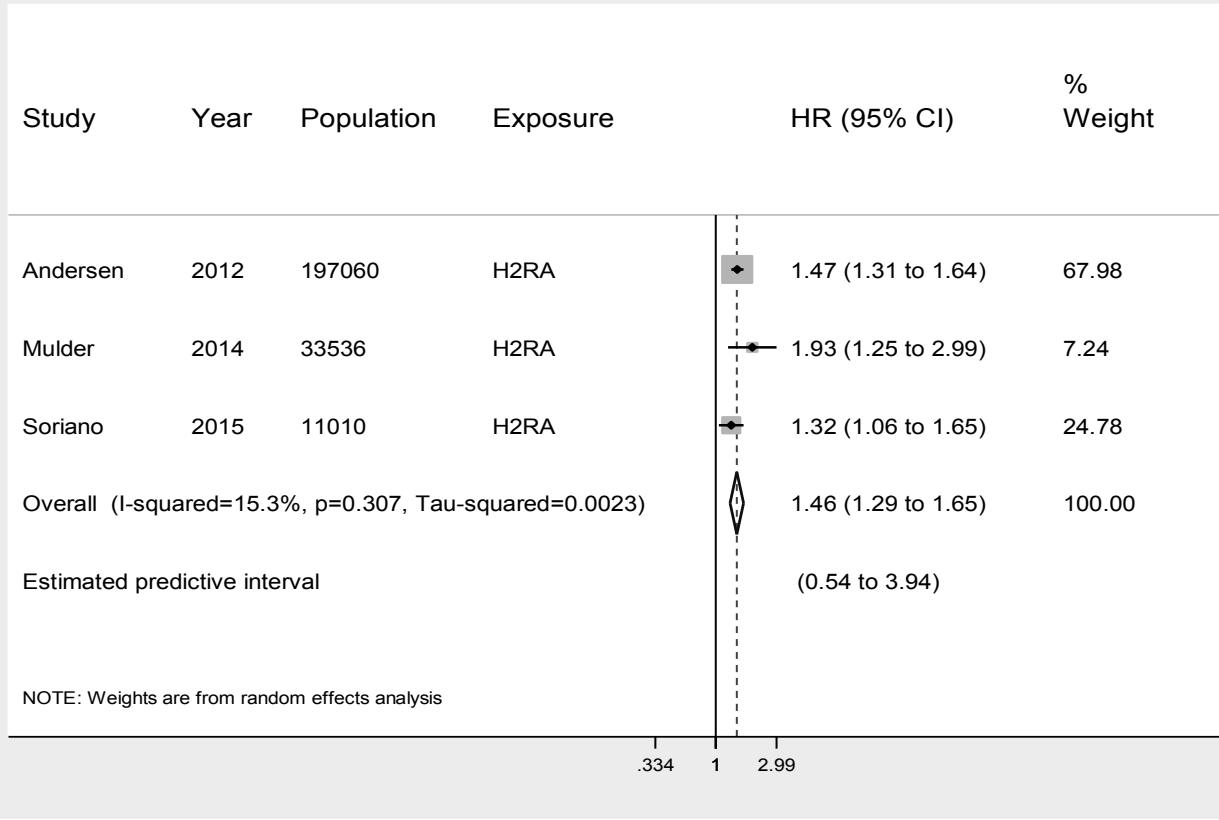 %
Study Year Population Exposure HR (95% CI) Weight
Andersen 2012 197060 H2RA 1.47 (1.31 to 1.64) 67.98
Mulder 2014 33536 H2RA 1.93 (1.25 to 2.99) 7.24
Soriano 2015 11010 H2RA 1.32 (1.06 to 1.65) 24.78
Overall (I-squared=15.3%, p=0.307, Tau-squared=0.0023) 1.46 (1.29 to 1.65) 100.00
Estimated predictive interval (0.54 to 3.94)
NOTE: Weights are from random effects analysis
.334 1 2.99